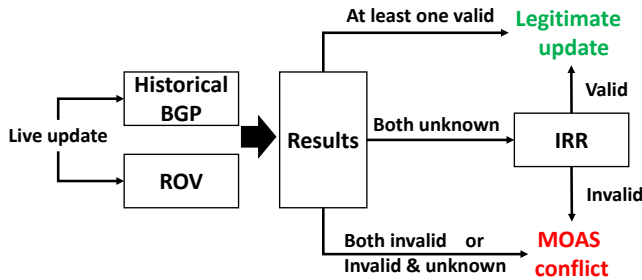 At least one valid
Legitimate
update
Historical
BGP
Valid
Live update
Results
Both unknown
IRR
ROV
Invalid
Both invalid or
Invalid & unknown
MOAS
conflict